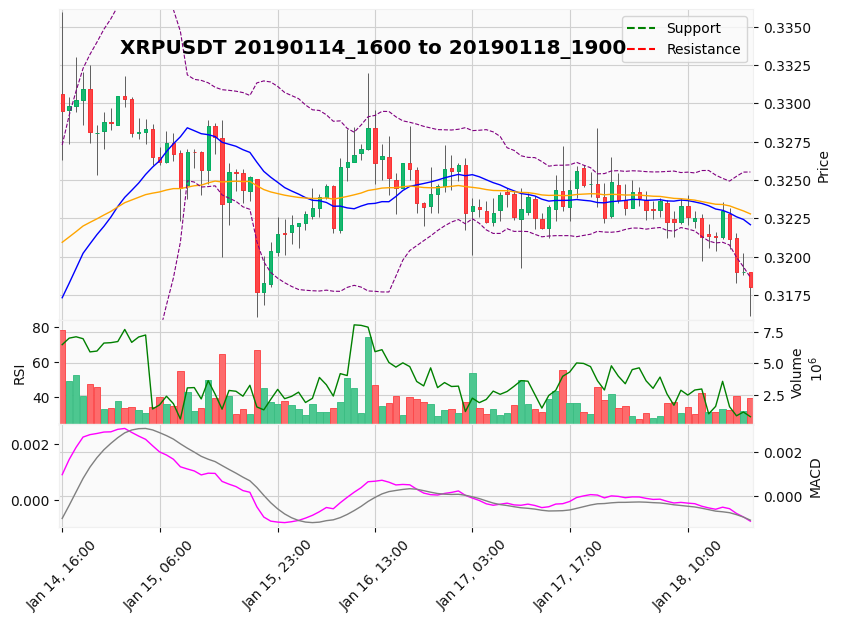 XRPUSDT 20190114_1600 to 20190118_1900
Support
Resistance
0.3350
0.3325
0.3300
0.3275
0.3250
0.3225
0.3200
0.3175
Price
80
60
40
RSI
7.5
5.0
2.5
Volume
10^6
0.002
0.000
0.002
0.000
MACD
Jan 14, 16:00
Jan 15, 06:00
Jan 15, 23:00
Jan 16, 13:00
Jan 17, 03:00
Jan 17, 17:00
Jan 18, 10:00